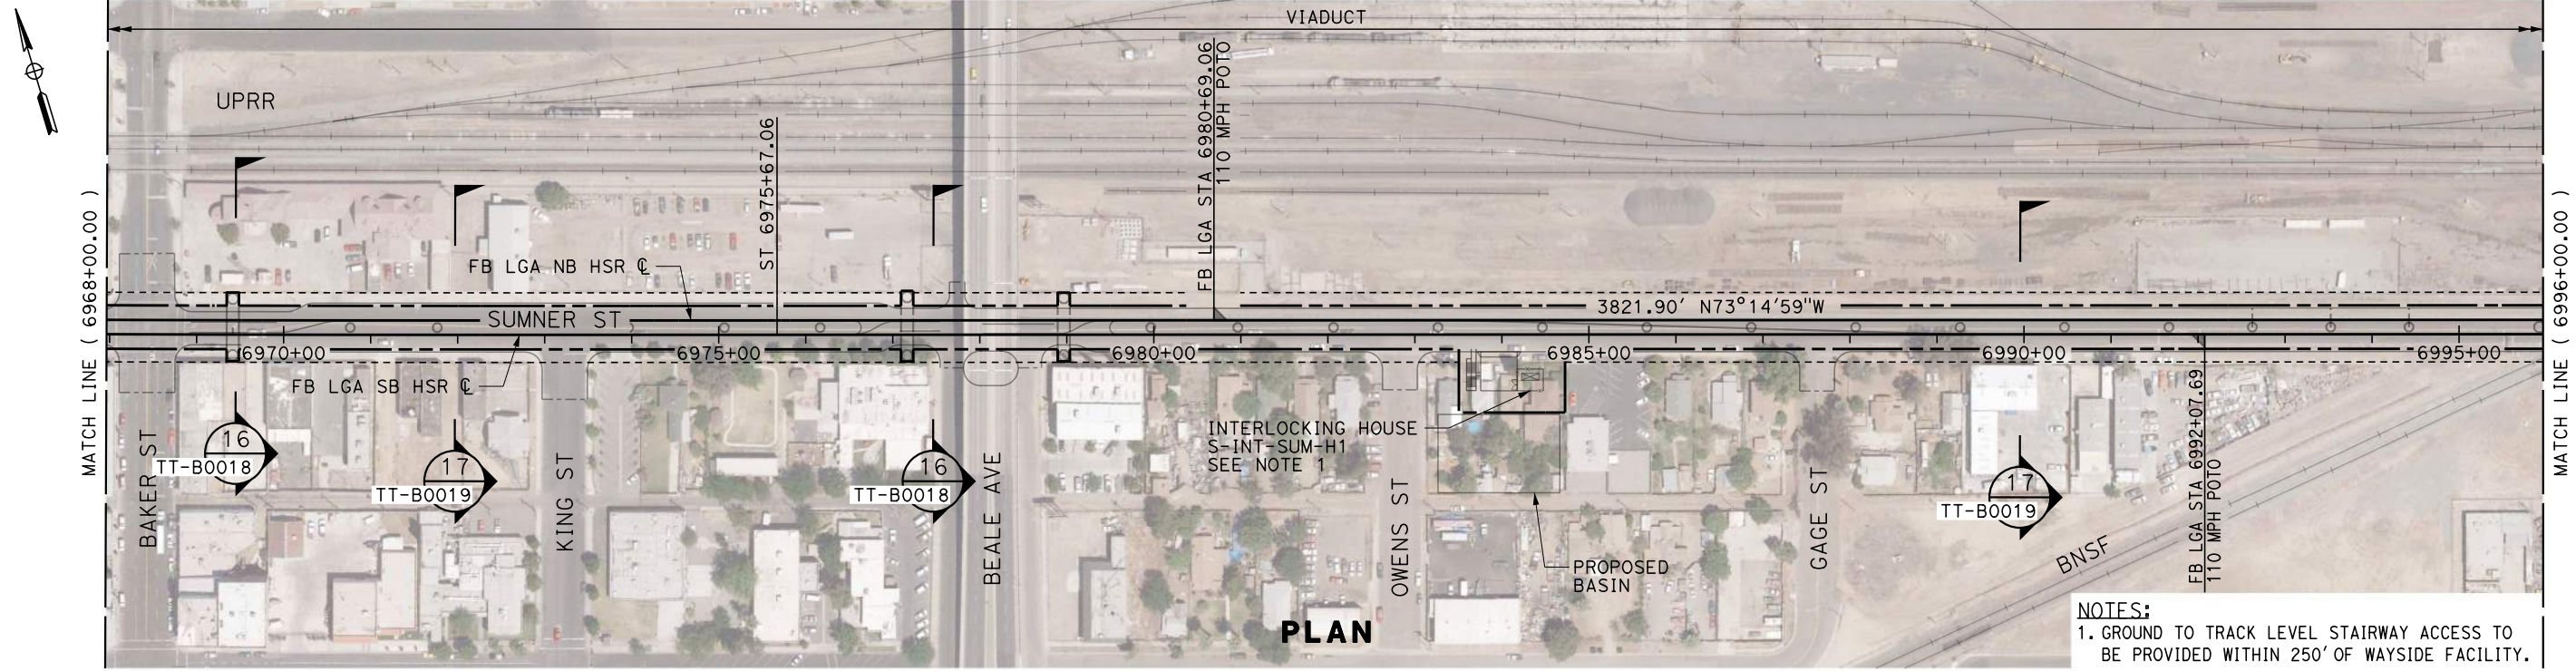 VIADUCT
UPRR
MATCH LINE ( 6968+00.00 )
ST 6975+67.06
FB LGA STA 6980+69.06
110 MPH POTO
MATCH LINE ( 6996+00.00 )
FB LGA NB HSR ℄
SUMNER ST
3821.90' N73°14'59"W
6970+00
6975+00
6980+00
6985+00
6990+00
6995+00
FB LGA SB HSR ℄
16
TT-B0018
17
TT-B0019
16
TT-B0018
17
TT-B0019
INTERLOCKING HOUSE
S-INT-SUM-H1
SEE NOTE 1
BAKER ST
KING ST
BEALE AVE
OWENS ST
GAGE ST
FB LGA STA 6992+07.69
110 MPH POTO
BNSF
PROPOSED
BASIN
PLAN
NOTES:
1. GROUND TO TRACK LEVEL STAIRWAY ACCESS TO
BE PROVIDED WITHIN 250' OF WAYSIDE FACILITY.